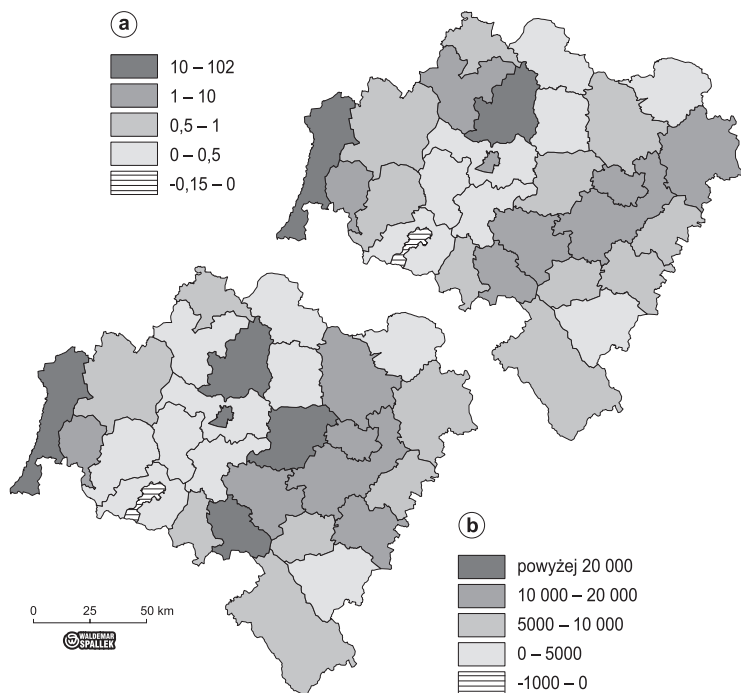 a
10 – 102
1 – 10
0,5 – 1
0 – 0,5
-0,15 – 0
b
powyżej 20 000
10 000 – 20 000
5000 – 10 000
0 – 5000
-1000 – 0
0 25 50 km
WALDEMAR
SPALLEK